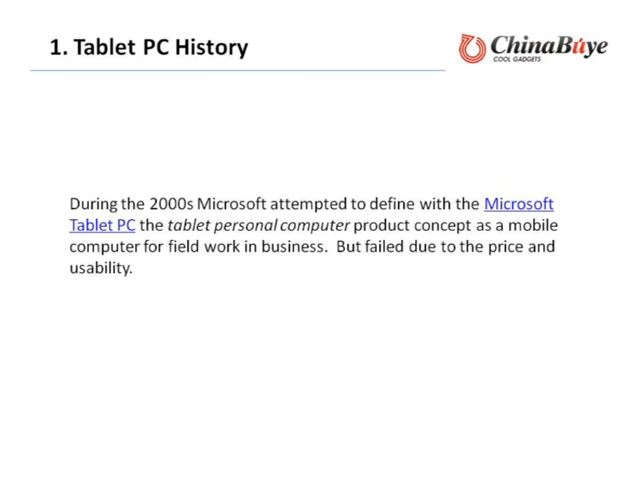 1. Tablet PC History
ChinaBuye
COOL GADGETS
During the 2000s Microsoft attempted to define with the Microsoft
Tablet PC the tablet personal computer product concept as a mobile
computer for field work in business.  But failed due to the price and
usability.